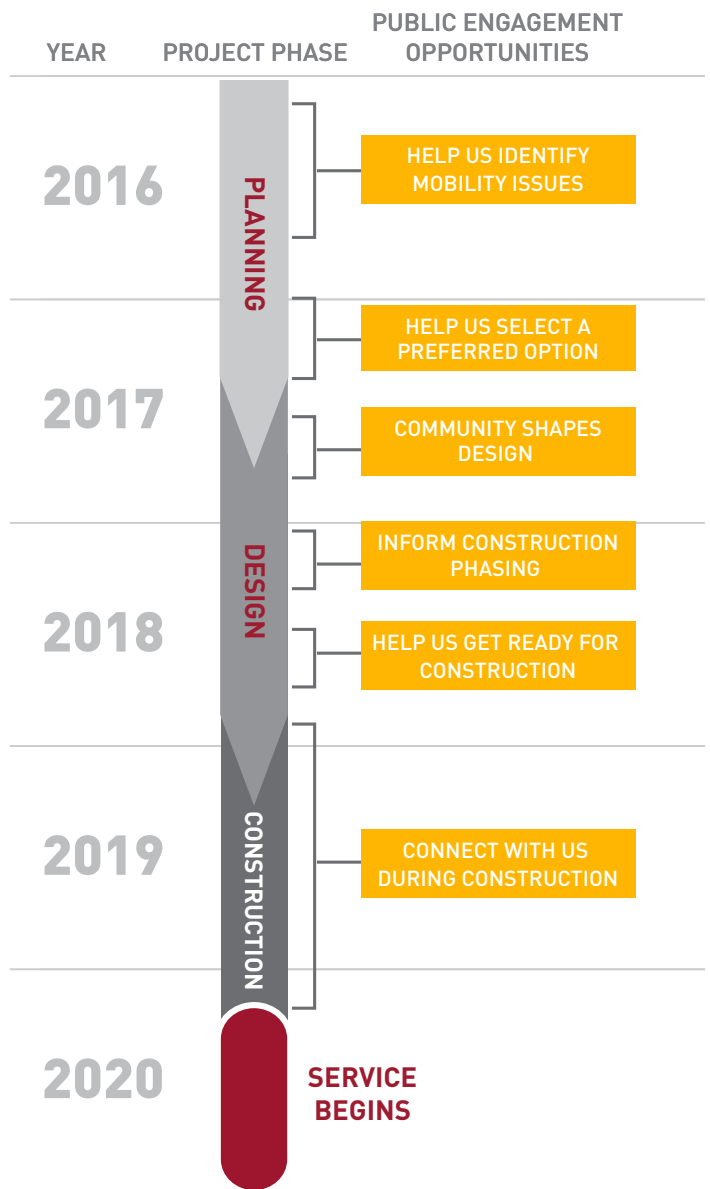 YEAR
PROJECT PHASE
PUBLIC ENGAGEMENT
OPPORTUNITIES
2016
PLANNING
HELP US IDENTIFY
MOBILITY ISSUES
2017
HELP US SELECT A
PREFERRED OPTION
COMMUNITY SHAPES
DESIGN
2018
DESIGN
INFORM CONSTRUCTION
PHASING
HELP US GET READY FOR
CONSTRUCTION
2019
CONSTRUCTION
CONNECT WITH US
DURING CONSTRUCTION
2020
SERVICE
BEGINS